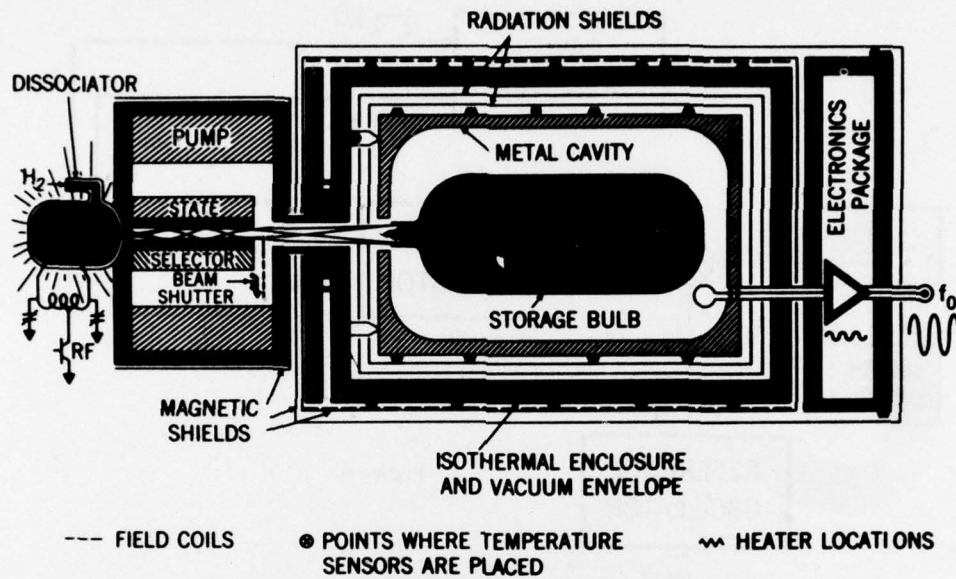 RADIATION SHIELDS
DISSOCIATOR
PUMP
H2
METAL CAVITY
STATE
SELECTOR
BEAM
SHUTTER
STORAGE BULB
ELECTRONICS
PACKAGE
fo
RF
MAGNETIC
SHIELDS
ISOTHERMAL ENCLOSURE
AND VACUUM ENVELOPE
FIELD COILS
POINTS WHERE TEMPERATURE
SENSORS ARE PLACED
HEATER LOCATIONS